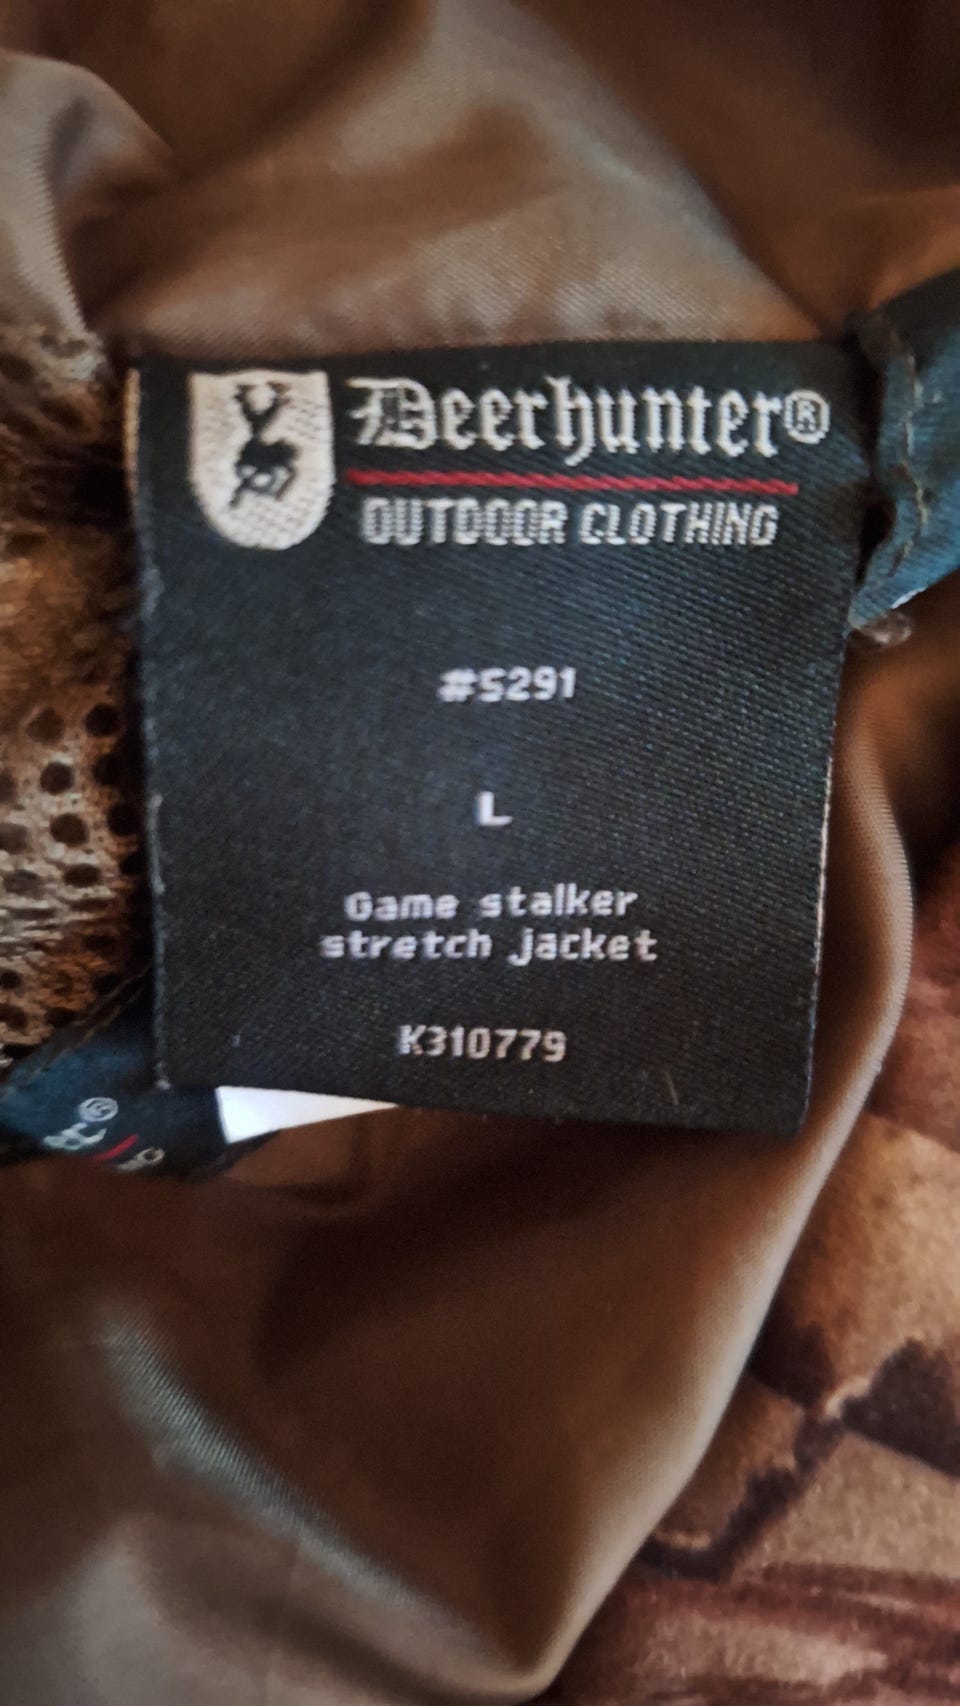 Deerhunter®
OUTDOOR CLOTHING
#5291
L
Game stalker
stretch jacket
K310779